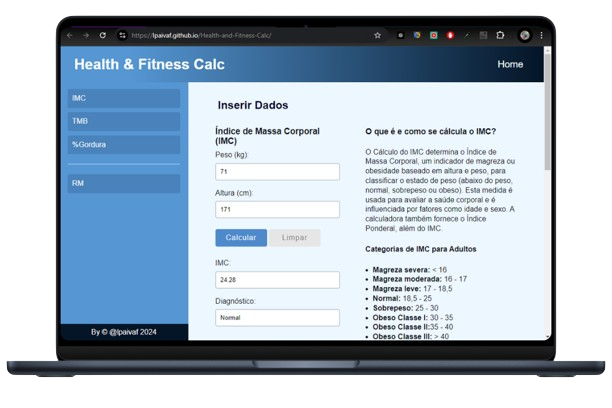 https://lpaivaf.github.io/Health-and-Fitness-Calc/
Health & Fitness Calc
Home
IMC
TMB
%Gordura
RM
By © @lpaivaf 2024
Inserir Dados
Índice de Massa Corporal
(IMC)
Peso (kg):
71
Altura (cm):
171
Calcular
Limpar
IMC:
24.28
Diagnóstico:
Normal
O que é e como se cálcula o IMC?
O Cálculo do IMC determina o Índice de
Massa Corporal, um indicador de magreza ou
obesidade baseado em altura e peso, para
classificar o estado de peso (abaixo do peso,
normal, sobrepeso ou obeso). Esta medida é
usada para avaliar a saúde corporal e é
influenciada por fatores como idade e sexo. A
calculadora também fornece o Índice
Ponderal, além do IMC.
Categorias de IMC para Adultos
• Magreza severa: < 16
• Magreza moderada: 16 - 17
• Magreza leve: 17 - 18,5
• Normal: 18,5 - 25
• Sobrepeso: 25 - 30
• Obeso Classe I: 30 - 35
• Obeso Classe II:35 - 40
• Obeso Classe III: > 40